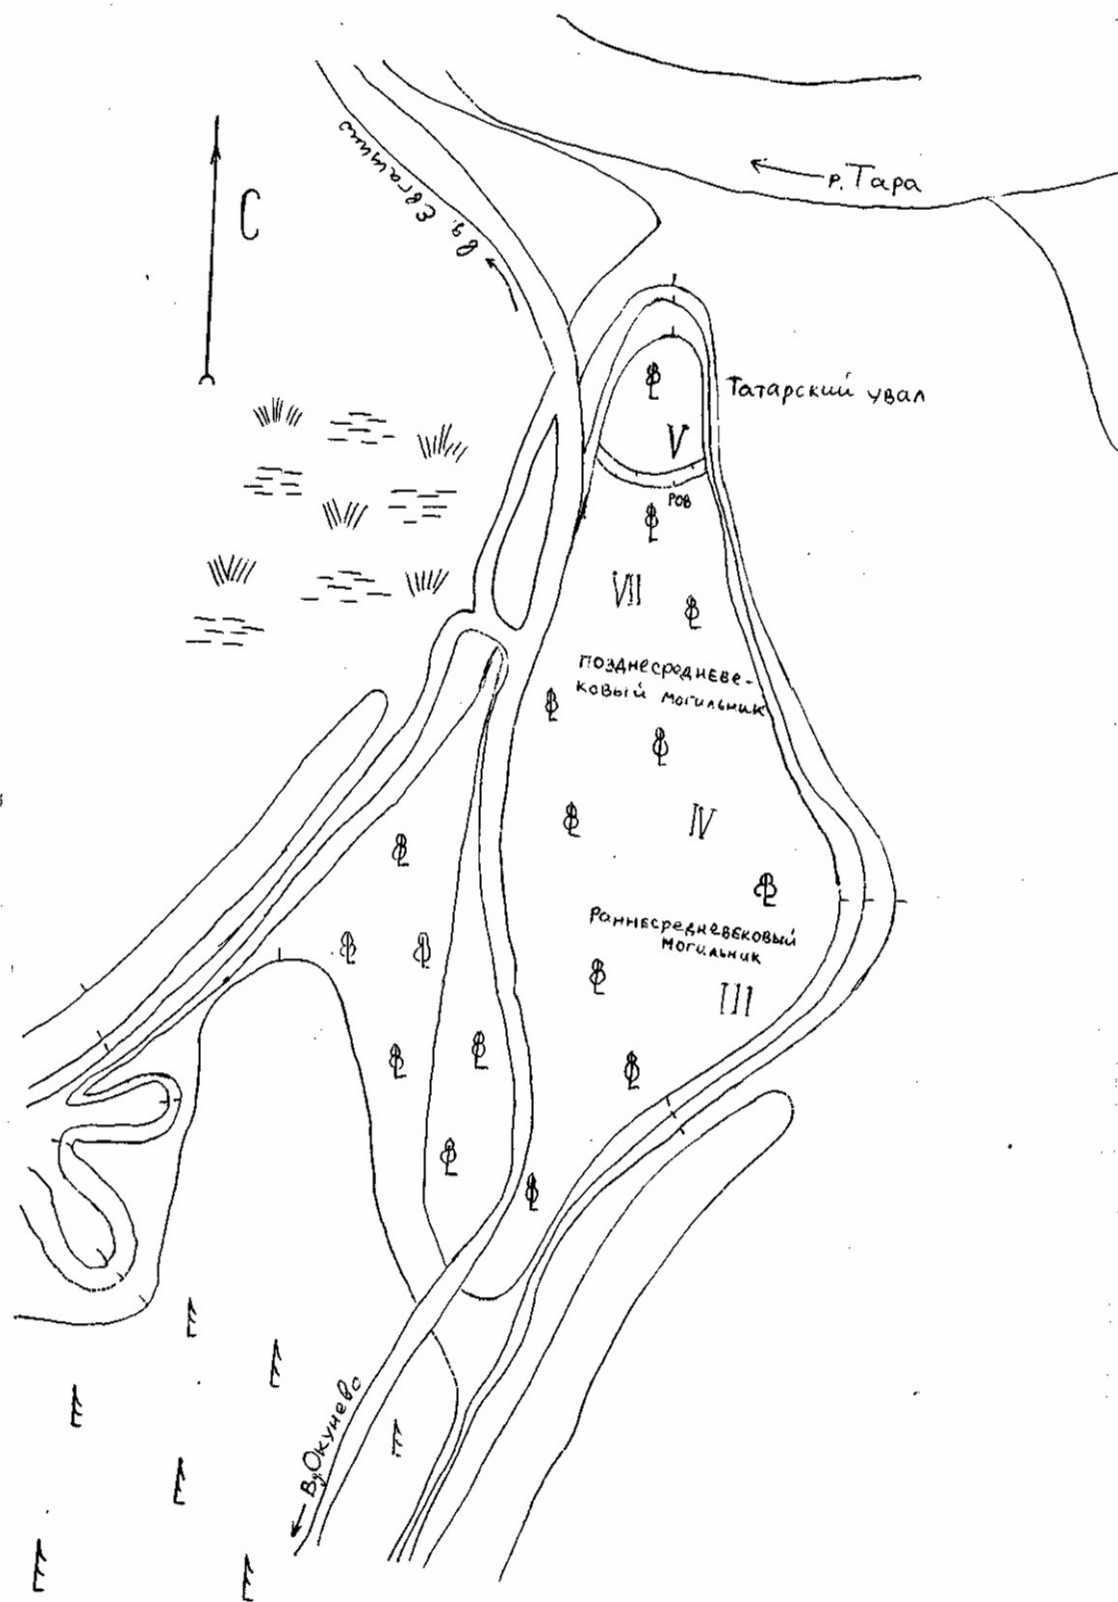 р. Тара
С
в д. Евгащино
Татарский увал
V
ров
VII
позднесредневе-
ковый могильник
IV
раннесредневековый
могильник
III
В д. Окунево